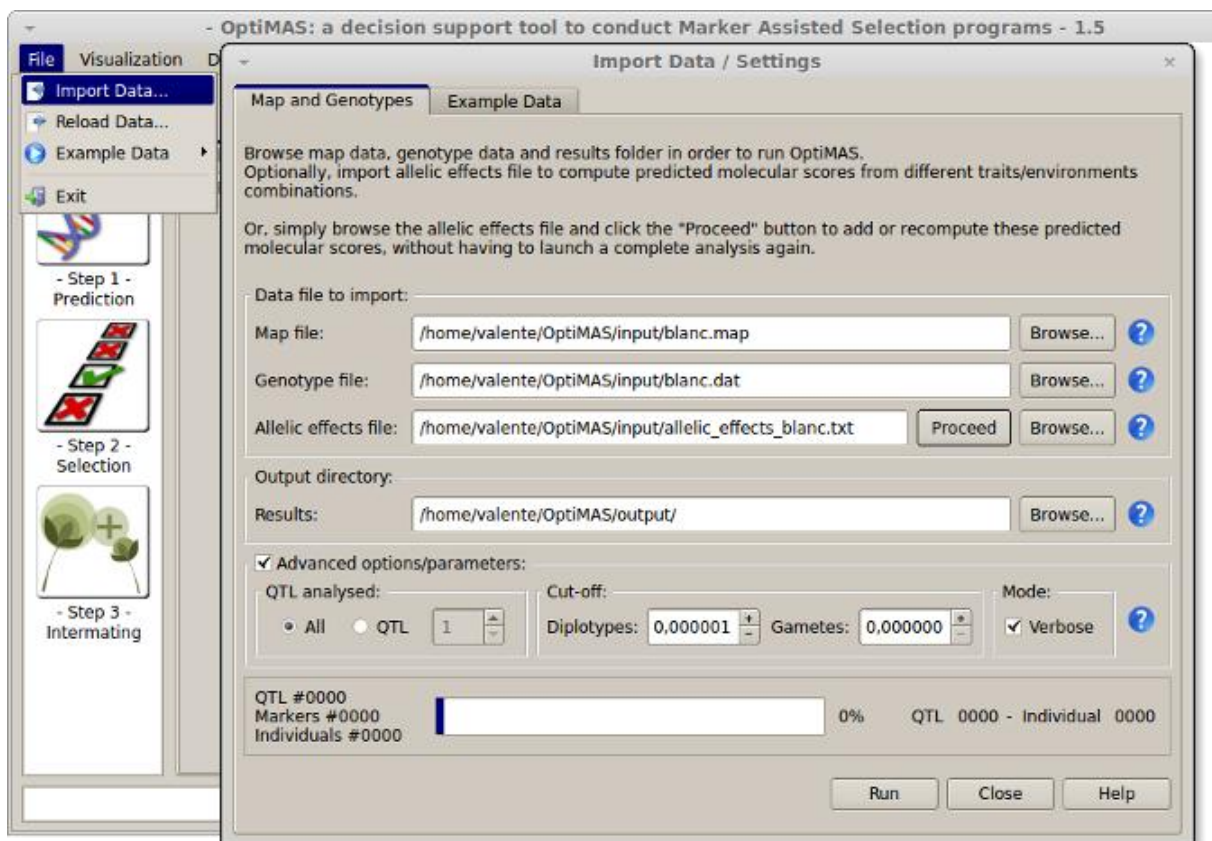 - OptiMAS: a decision support tool to conduct Marker Assisted Selection programs - 1.5
File Visualization D
Import Data...
Reload Data...
Example Data
Exit
- Step 1 -
Prediction
- Step 2 -
Selection
- Step 3 -
Intermating
Import Data / Settings
Map and Genotypes Example Data
Browse map data, genotype data and results folder in order to run OptiMAS.
Optionally, import allelic effects file to compute predicted molecular scores from different traits/environments
combinations.
Or, simply browse the allelic effects file and click the "Proceed" button to add or recompute these predicted
molecular scores, without having to launch a complete analysis again.
Data file to import:
Map file: /home/valente/OptiMAS/input/blanc.map Browse... ?
Genotype file: /home/valente/OptiMAS/input/blanc.dat Browse... ?
Allelic effects file: /home/valente/OptiMAS/input/allelic_effects_blanc.txt Proceed Browse... ?
Output directory:
Results: /home/valente/OptiMAS/output/ Browse... ?
Advanced options/parameters:
QTL analysed: Cut-off: Mode:
All QTL 1 Diplotypes: 0,000001 Gametes: 0,000000 Verbose ?
QTL #0000
Markers #0000 0% QTL 0000 - Individual 0000
Individuals #0000
Run Close Help